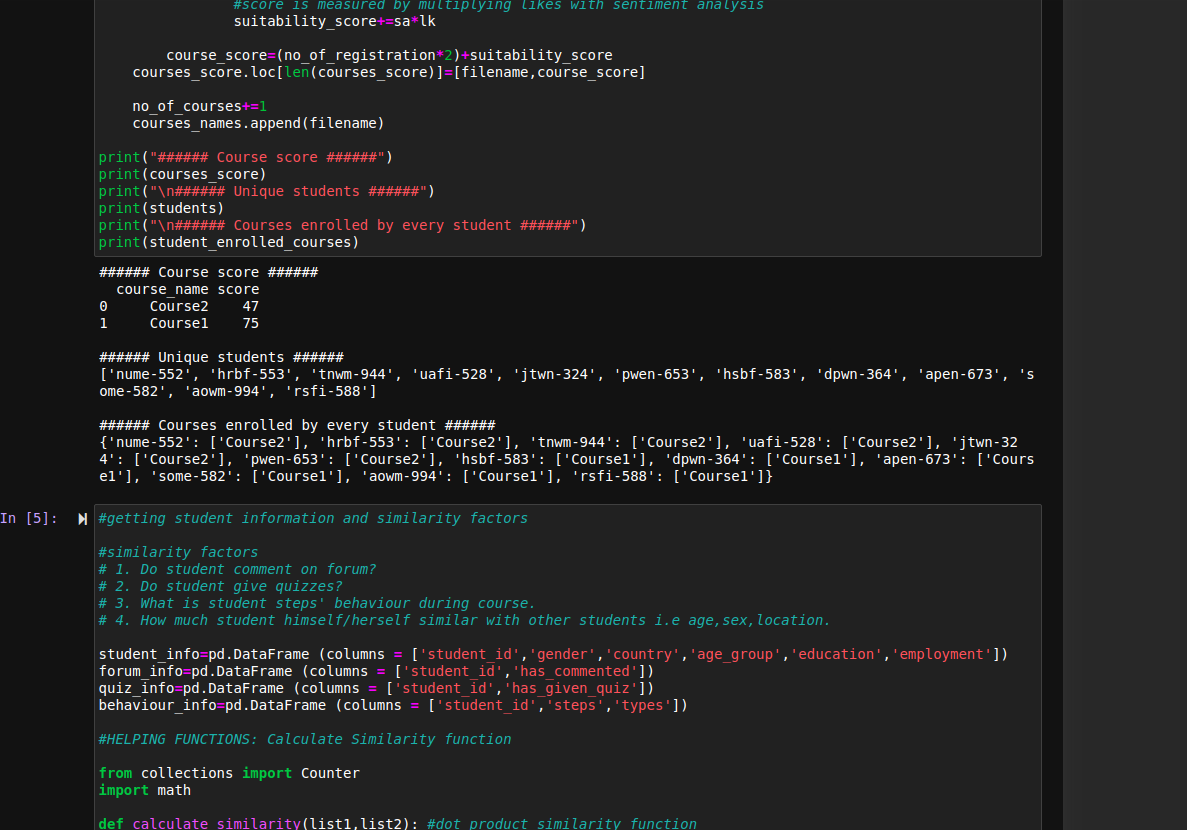 #score is measured by multiplying likes with sentiment analysis
suitability_score+=sa*lk
course_score=(no_of_registration*2)+suitability_score
courses_score.loc[len(courses_score)]=[filename,course_score]
no_of_courses+=1
courses_names.append(filename)
print("###### Course score ######")
print(courses_score)
print("\n###### Unique students ######")
print(students)
print("\n###### Courses enrolled by every student ######")
print(student_enrolled_courses)
###### Course score ######
course_name score
0 Course2 47
1 Course1 75
###### Unique students ######
['nume-552', 'hrbf-553', 'tnwm-944', 'uafi-528', 'jtwn-324', 'pwen-653', 'hsbf-583', 'dpwn-364', 'apen-673', 's
ome-582', 'aowm-994', 'rsfi-588']
###### Courses enrolled by every student ######
{'nume-552': ['Course2'], 'hrbf-553': ['Course2'], 'tnwm-944': ['Course2'], 'uafi-528': ['Course2'], 'jtwn-32
4': ['Course2'], 'pwen-653': ['Course2'], 'hsbf-583': ['Course1'], 'dpwn-364': ['Course1'], 'apen-673': ['Cours
e1'], 'some-582': ['Course1'], 'aowm-994': ['Course1'], 'rsfi-588': ['Course1']}
In [5]: #getting student information and similarity factors
#similarity factors
# 1. Do student comment on forum?
# 2. Do student give quizzes?
# 3. What is student steps' behaviour during course.
# 4. How much student himself/herself similar with other students i.e age,sex,location.
student_info=pd.DataFrame (columns = ['student_id','gender','country','age_group','education','employment'])
forum_info=pd.DataFrame (columns = ['student_id','has_commented'])
quiz_info=pd.DataFrame (columns = ['student_id','has_given_quiz'])
behaviour_info=pd.DataFrame (columns = ['student_id','steps','types'])
#HELPING FUNCTIONS: Calculate Similarity function
from collections import Counter
import math
def calculate_similarity(list1,list2): #dot product similarity function